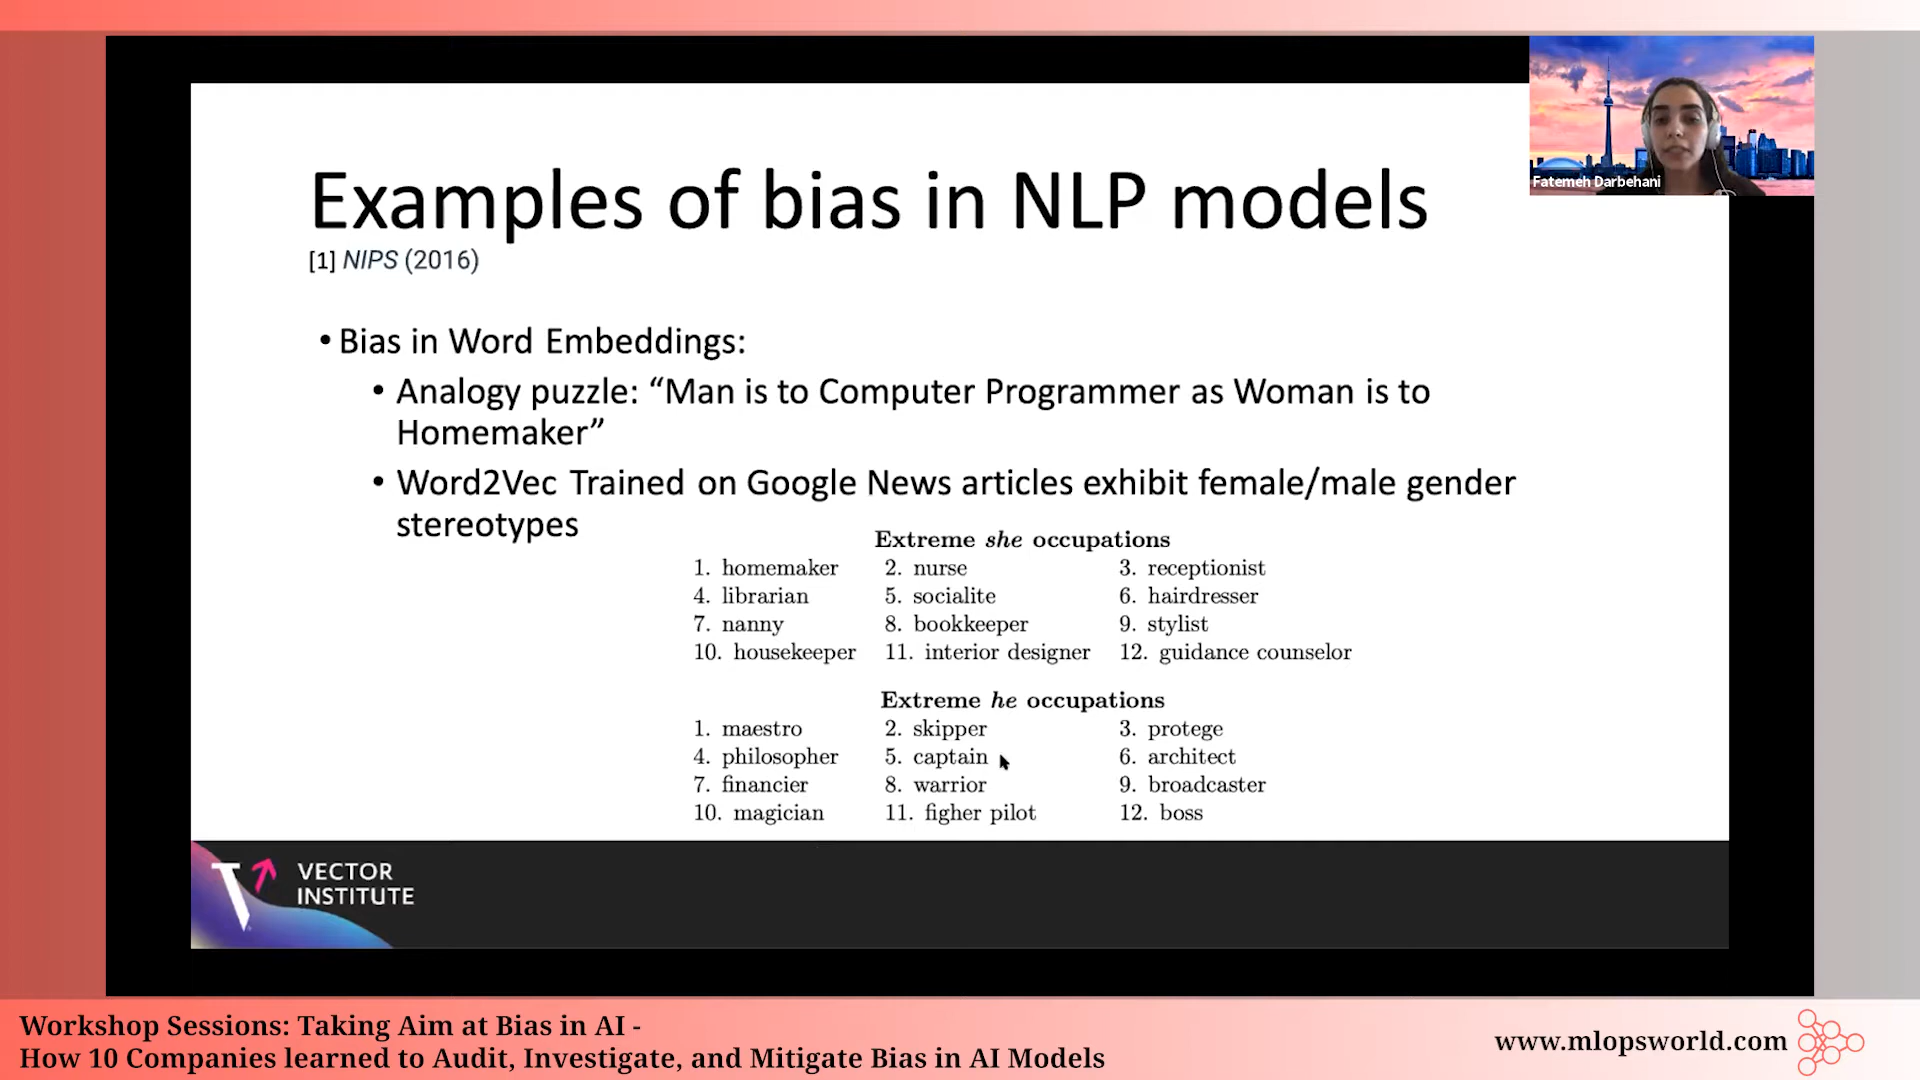 Fatemeh Darbehani
Examples of bias in NLP models
[1] NIPS (2016)
• Bias in Word Embeddings:
• Analogy puzzle: “Man is to Computer Programmer as Woman is to
Homemaker”
• Word2Vec Trained on Google News articles exhibit female/male gender
stereotypes
Extreme she occupations
1. homemaker 2. nurse 3. receptionist
4. librarian 5. socialite 6. hairdresser
7. nanny 8. bookkeeper 9. stylist
10. housekeeper 11. interior designer 12. guidance counselor
Extreme he occupations
1. maestro 2. skipper 3. protege
4. philosopher 5. captain 6. architect
7. financier 8. warrior 9. broadcaster
10. magician 11. figher pilot 12. boss
VECTOR
INSTITUTE
Workshop Sessions: Taking Aim at Bias in AI -
How 10 Companies learned to Audit, Investigate, and Mitigate Bias in AI Models
www.mlopsworld.com